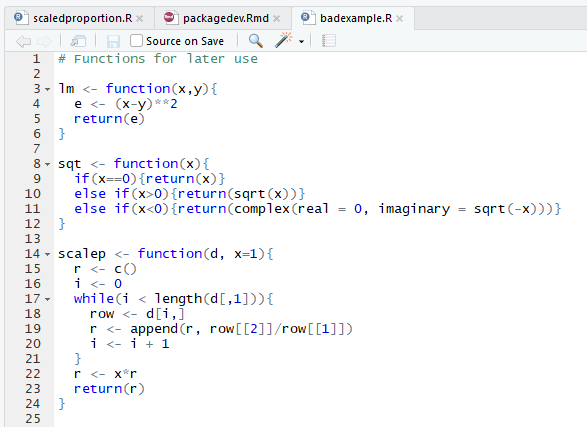 scaledproportion.R packagedev.Rmd badexample.R
Source on Save
1 # Functions for later use
2
3 lm <- function(x,y){
4   e <- (x-y)**2
5   return(e)
6 }
7
8 sqt <- function(x){
9   if(x==0){return(x)}
10   else if(x>0){return(sqrt(x))}
11   else if(x<0){return(complex(real = 0, imaginary = sqrt(-x)))}
12 }
13
14 scalep <- function(d, x=1){
15   r <- c()
16   i <- 0
17   while(i < length(d[,1])){
18     row <- d[i,]
19     r <- append(r, row[[2]]/row[[1]])
20     i <- i + 1
21   }
22   r <- x*r
23   return(r)
24 }
25